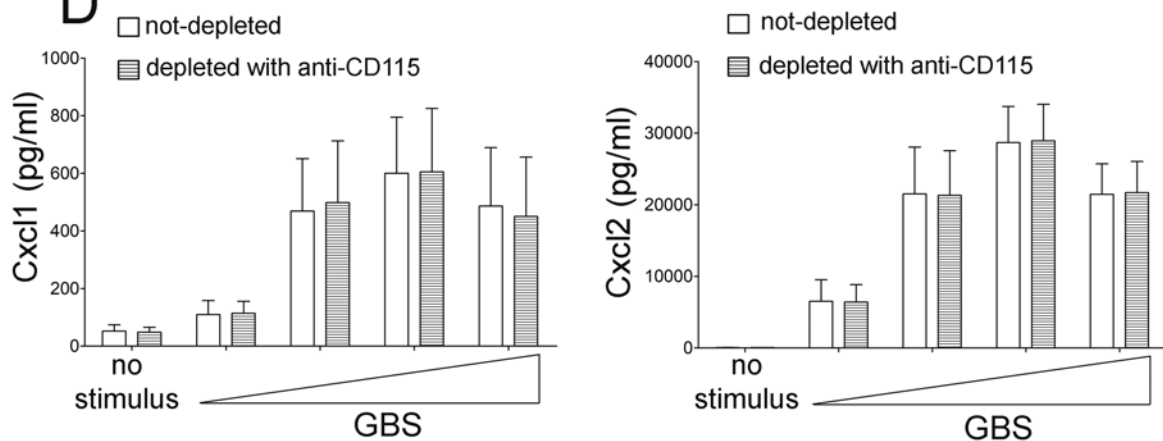 D
not-depleted
depleted with anti-CD115
1000
800
600
400
200
0
Cxcl1 (pg/ml)
no
stimulus
GBS
not-depleted
depleted with anti-CD115
40000
30000
20000
10000
0
Cxcl2 (pg/ml)
no
stimulus
GBS